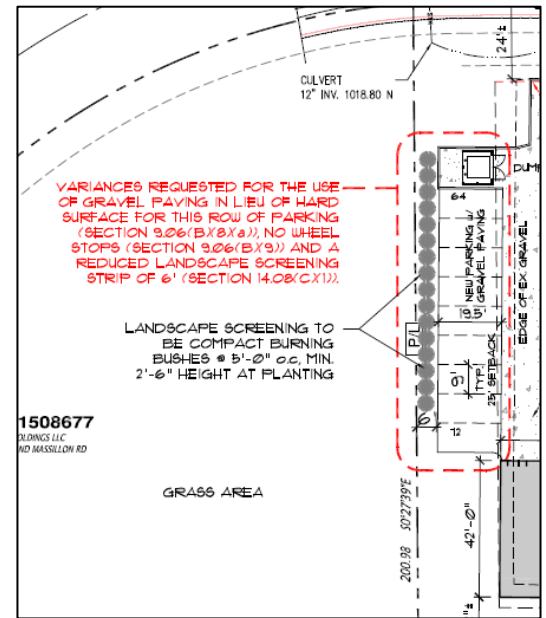 24'±
CULVERT
12" INV. 1018.80 N
DUMP
VARIANCES REQUESTED FOR THE USE
OF GRAVEL PAVING IN LIEU OF HARD
SURFACE FOR THIS ROW OF PARKING
(SECTION 9.06(B)(8)(a)), NO WHEEL
STOPS (SECTION 9.06(B)(9)) AND A
REDUCED LANDSCAPE SCREENING
STRIP OF 6' (SECTION 14.08(C)(1)).
64
NEW PARKING w/
GRAVEL PAVING
EDGE OF EX. GRAVEL
19.5'
LANDSCAPE SCREENING TO
BE COMPACT BURNING
BUSHES @ 5'-0" o.c, MIN.
2'-6" HEIGHT AT PLANTING
P/L
9'
TYP.
25' SETBACK
6'
72
1508677
OLDINGS LLC
ND MASSILLON RD
GRASS AREA
200.98 S0°27'39"E
42'-0"
"±